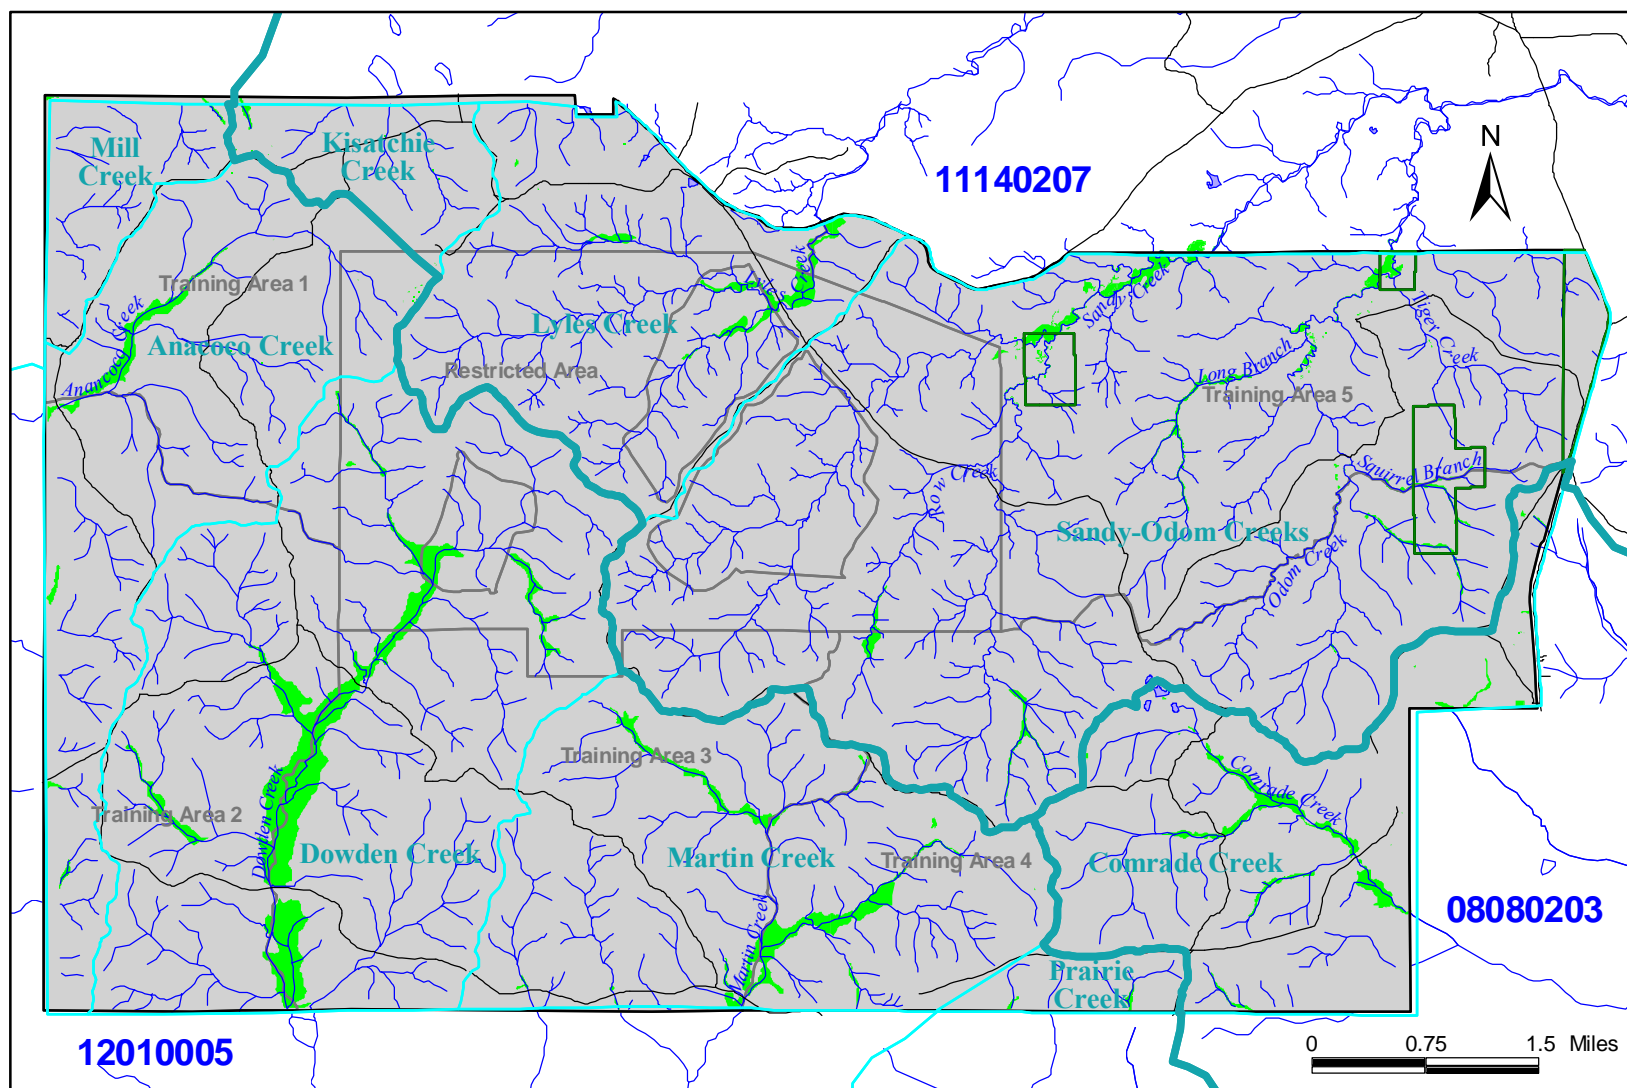 Mill
Creek
Kisatchie
Creek
11140207
N
Training Area 1
Anancoco Creek
Anacoco Creek
Lyles Creek
Lyles Creek
Restricted Area
Sandy Creek
Long Branch
Training Area 5
Row Creek
Squirrel Branch
Sandy-Odom Creeks
Odom Creek
Training Area 3
Training Area 2
Dowden Creek
Dowden Creek
Martin Creek
Martin Creek
Training Area 4
Comrade Creek
Comrade Creek
08080203
Prairie
Creek
12010005
0 0.75 1.5 Miles